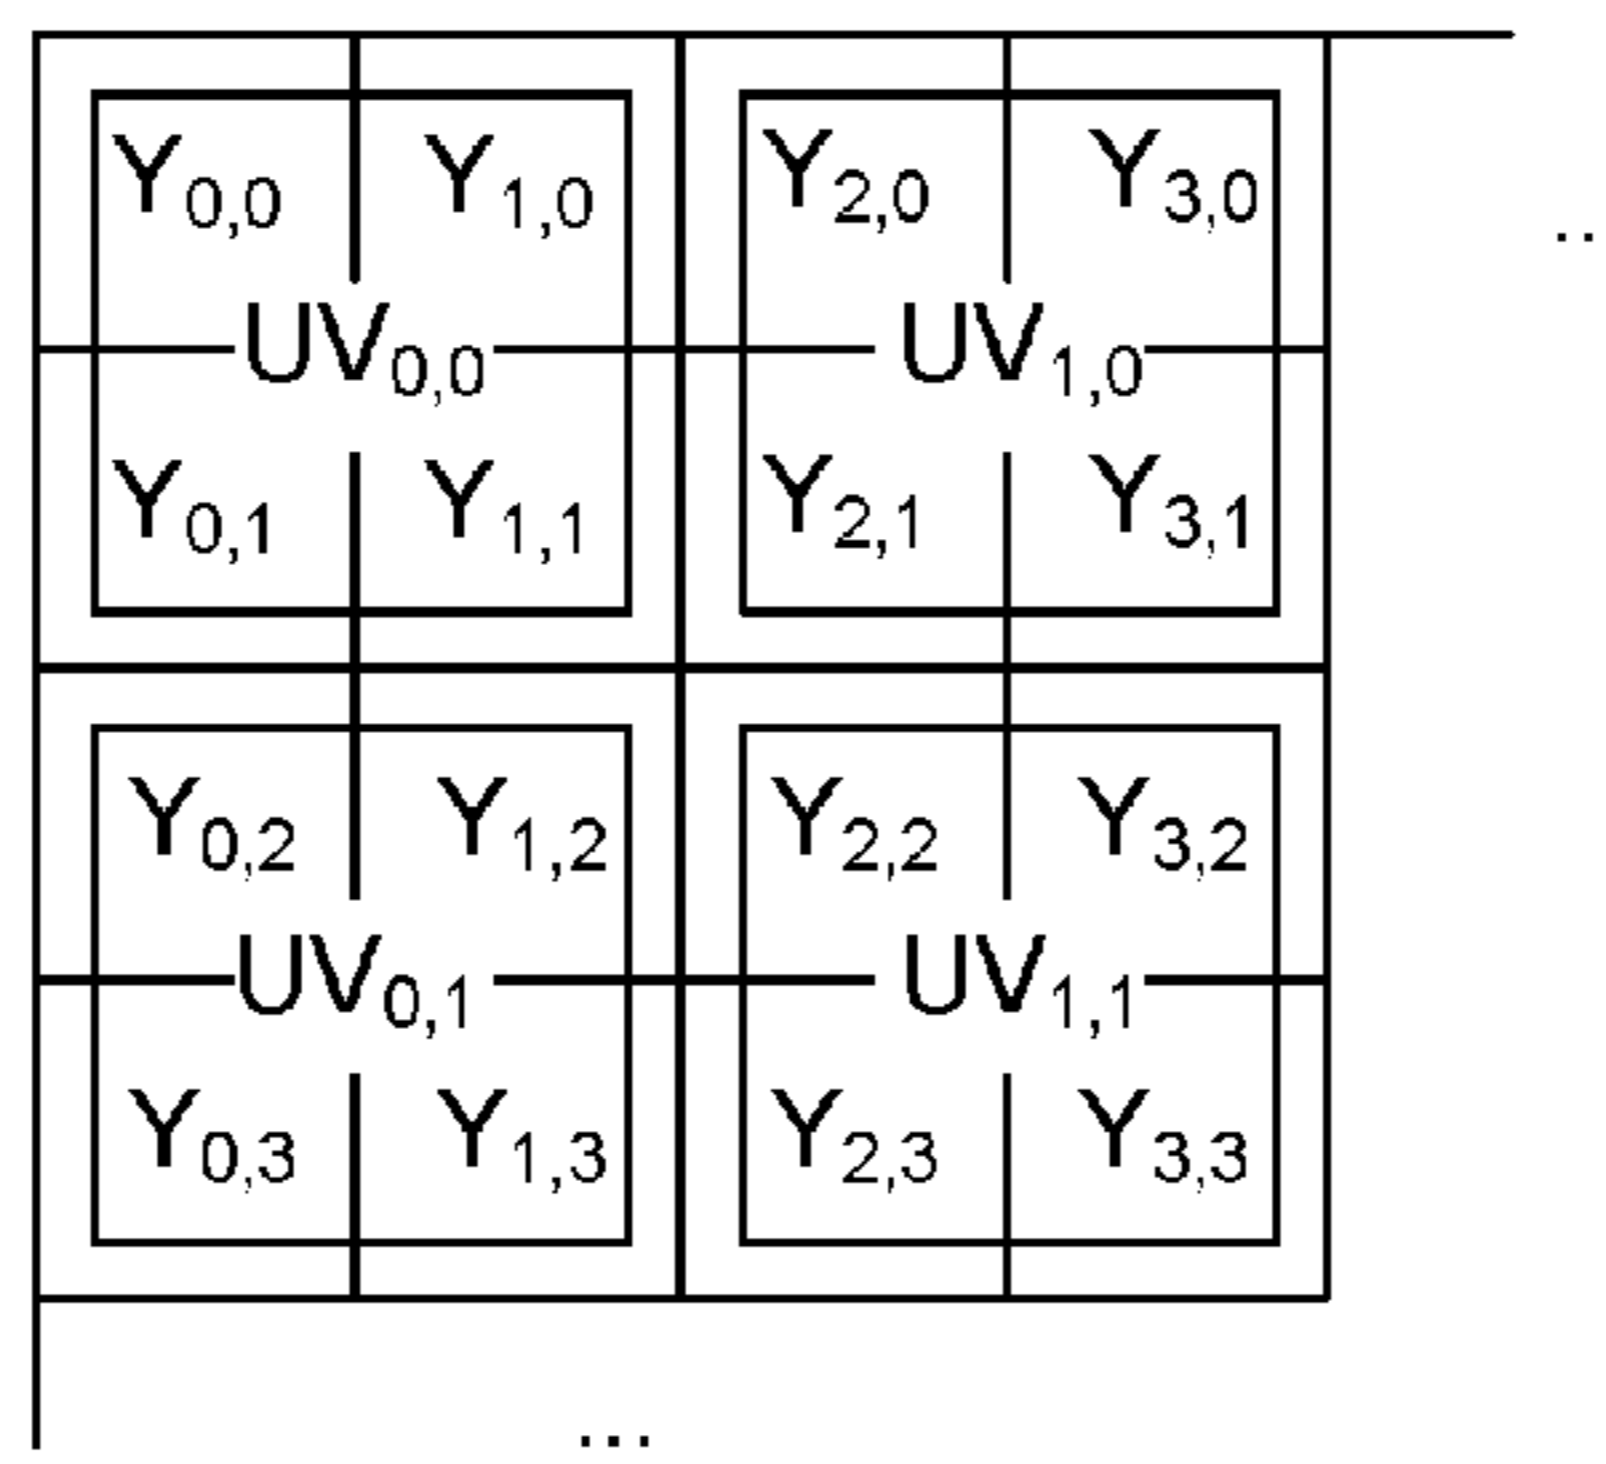 Y0,0 Y1,0 Y2,0 Y3,0
..
UV0,0 UV1,0
Y0,1 Y1,1 Y2,1 Y3,1
Y0,2 Y1,2 Y2,2 Y3,2
UV0,1 UV1,1
Y0,3 Y1,3 Y2,3 Y3,3
...